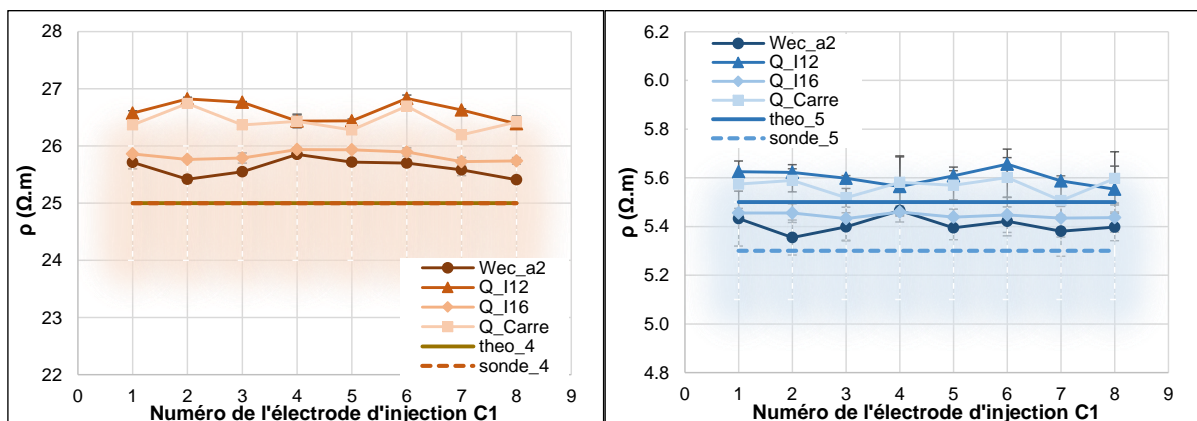 28
27
26
25
24
23
22
ρ (Ω.m)
Wec_a2
Q_I12
Q_I16
Q_Carre
theo_4
sonde_4
0 1 2 3 4 5 6 7 8 9
Numéro de l'électrode d'injection C1
6.2
6.0
5.8
5.6
5.4
5.2
5.0
4.8
ρ (Ω.m)
Wec_a2
Q_I12
Q_I16
Q_Carre
theo_5
sonde_5
0 1 2 3 4 5 6 7 8 9
Numéro de l'électrode d'injection C1